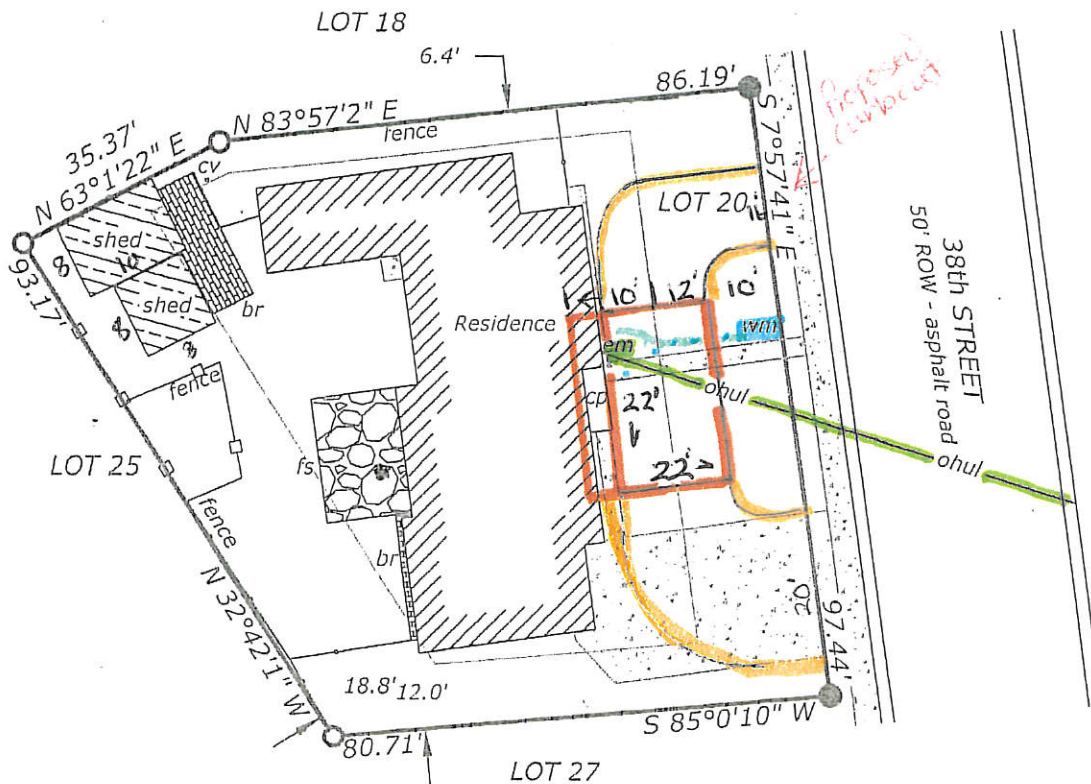 LOT 18
6.4'
86.19'
N 83°57'2" E
fence
35.37'
N 63°1'22" E
cv
S 7°57'41" E
Proposed
LOT 20
shed
8
10
93.17'
shed
8
8
br
fence
Residence
1
10'
12'
10'
wm
em
ohul
cp
22'
22'
38th STREET
50' ROW - asphalt road
ohul
LOT 25
fs
fence
br
N 32°42'1" W
20'
97.44'
18.8'
12.0'
S 85°0'10" W
80.71'
LOT 27